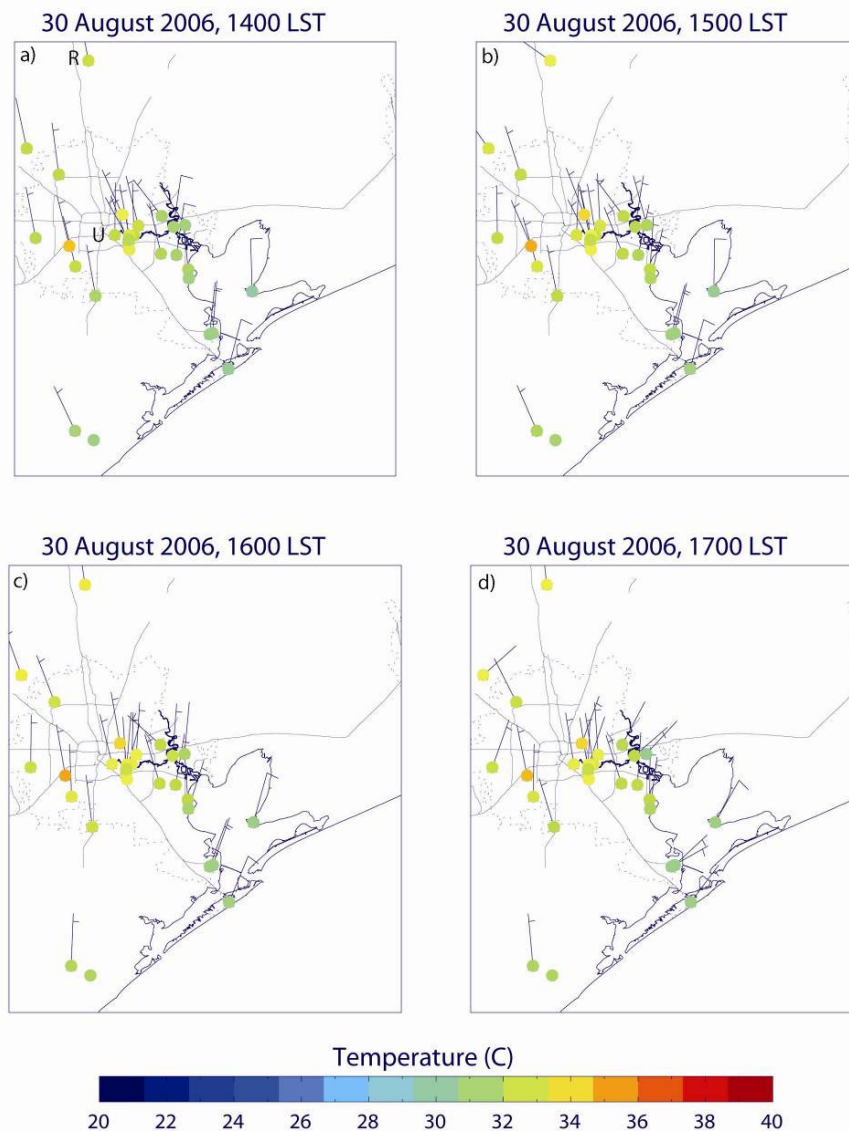 30 August 2006, 1400 LST
30 August 2006, 1500 LST
a)
R
U
b)
30 August 2006, 1600 LST
30 August 2006, 1700 LST
c)
d)
Temperature (C)
20 22 24 26 28 30 32 34 36 38 40